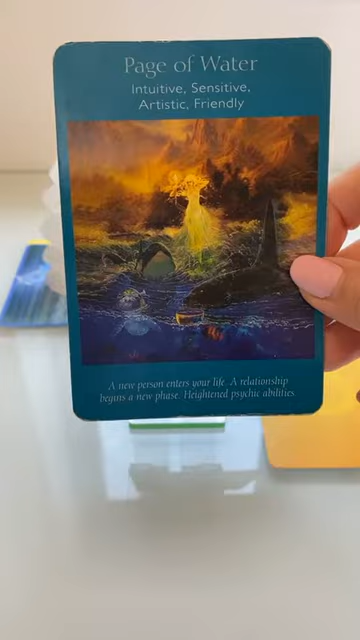 Page of Water
Intuitive, Sensitive,
Artistic, Friendly
A new person enters your life. A relationship
begins a new phase. Heightened psychic abilities.